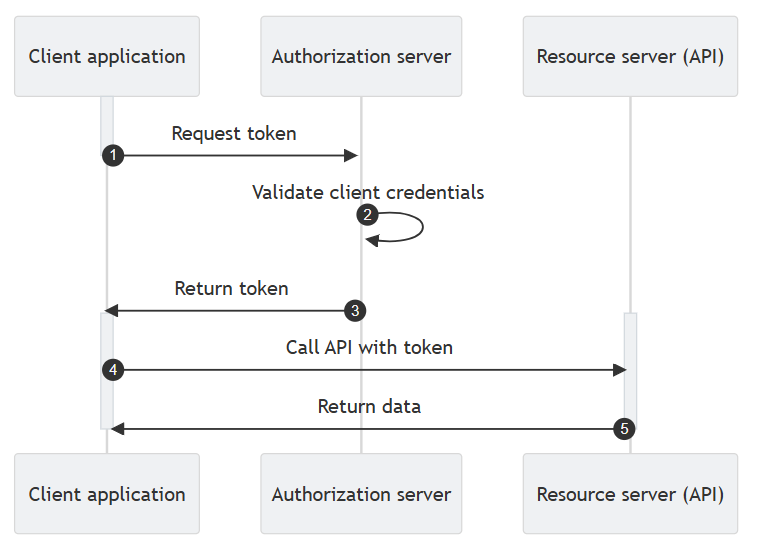 Client application
Authorization server
Resource server (API)
Request token
1
Validate client credentials
2
Return token
3
Call API with token
4
Return data
5
Client application
Authorization server
Resource server (API)